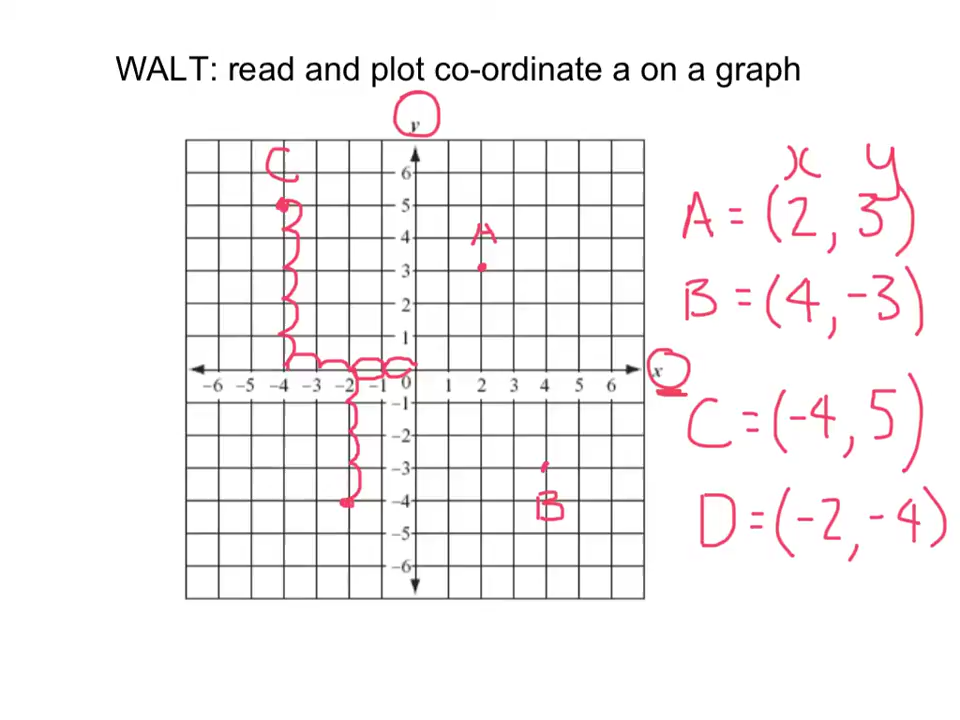 WALT: read and plot co-ordinate a on a graph
y
C
6
5
4
3
2
1
A
x
-6 -5 -4 -3 -2 -1 0 1 2 3 4 5 6
-1
-2
-3
-4
-5
-6
B
x y
A = (2, 3)
B = (4, -3)
C = (-4, 5)
D = (-2, -4)